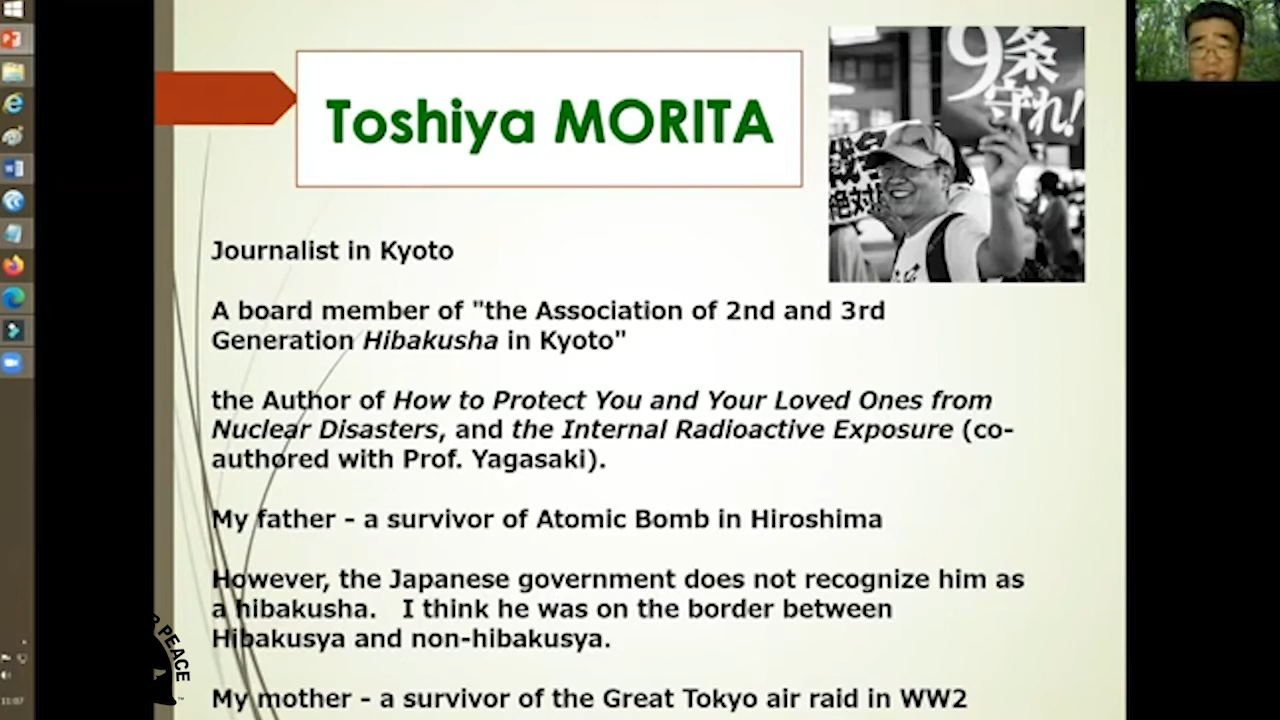 Toshiya MORITA
9条
守れ!
Journalist in Kyoto
A board member of "the Association of 2nd and 3rd
Generation Hibakusha in Kyoto"
the Author of How to Protect You and Your Loved Ones from
Nuclear Disasters, and the Internal Radioactive Exposure (co-
authored with Prof. Yagasaki).
My father - a survivor of Atomic Bomb in Hiroshima
However, the Japanese government does not recognize him as
a hibakusha.   I think he was on the border between
Hibakusya and non-hibakusya.
PEACE
My mother - a survivor of the Great Tokyo air raid in WW2
11:07